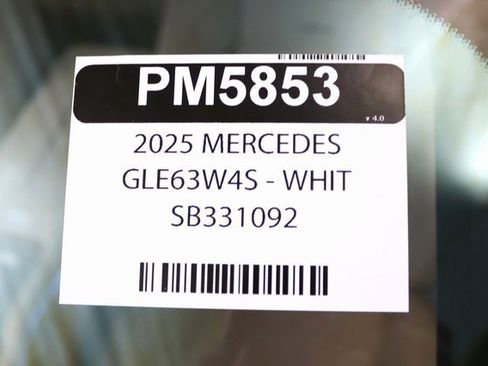 PM5853
v 4.0
2025 MERCEDES
GLE63W4S - WHIT
SB331092